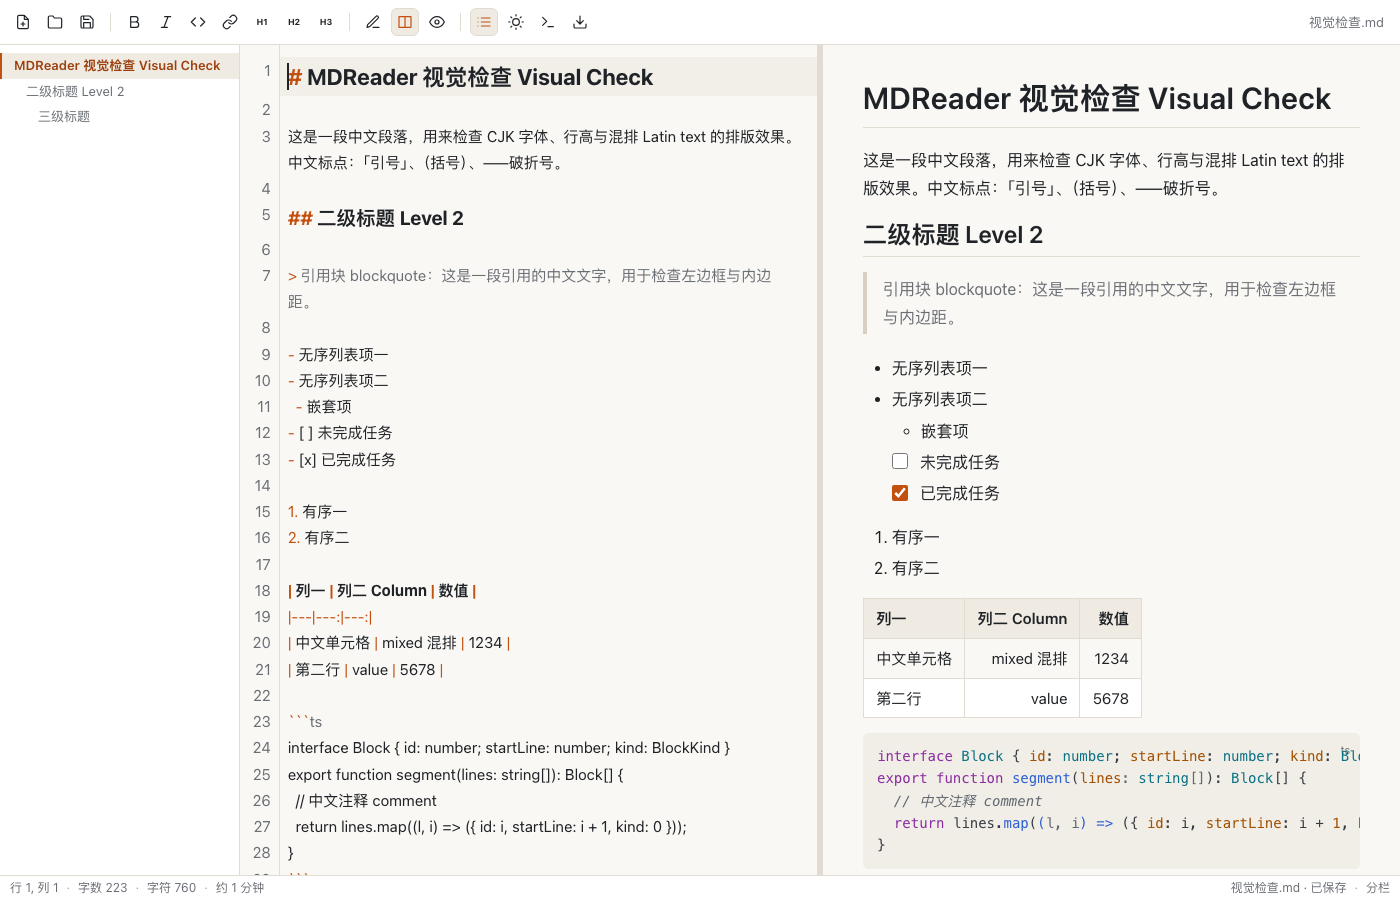 B I <> H1 H2 H3 视觉检查.md
MDReader 视觉检查 Visual Check
二级标题 Level 2
三级标题
1 # MDReader 视觉检查 Visual Check
2
3 这是一段中文段落，用来检查 CJK 字体、行高与混排 Latin text 的排版效果。
中文标点：「引号」、（括号）、——破折号。
4
5 ## 二级标题 Level 2
6
7 > 引用块 blockquote：这是一段引用的中文文字，用于检查左边框与内边
距。
8
9 - 无序列表项一
10 - 无序列表项二
11   - 嵌套项
12 - [ ] 未完成任务
13 - [x] 已完成任务
14
15 1. 有序一
16 2. 有序二
17
18 | 列一 | 列二 Column | 数值 |
19 |---|---:|---:|
20 | 中文单元格 | mixed 混排 | 1234 |
21 | 第二行 | value | 5678 |
22
23 ```ts
24 interface Block { id: number; startLine: number; kind: BlockKind }
25 export function segment(lines: string[]): Block[] {
26   // 中文注释 comment
27   return lines.map((l, i) => ({ id: i, startLine: i + 1, kind: 0 }));
28 }
MDReader 视觉检查 Visual Check
这是一段中文段落，用来检查 CJK 字体、行高与混排 Latin text 的排
版效果。中文标点：「引号」、（括号）、——破折号。
二级标题 Level 2
引用块 blockquote：这是一段引用的中文文字，用于检查左边框
与内边距。
• 无序列表项一
• 无序列表项二
◦ 嵌套项
未完成任务
已完成任务
1. 有序一
2. 有序二
列一 列二 Column 数值
中文单元格 mixed 混排 1234
第二行 value 5678
ts
interface Block { id: number; startLine: number; kind: Blo
export function segment(lines: string[]): Block[] {
  // 中文注释 comment
  return lines.map((l, i) => ({ id: i, startLine: i + 1,
}
行 1, 列 1 · 字数 223 · 字符 760 · 约 1 分钟 视觉检查.md · 已保存 · 分栏